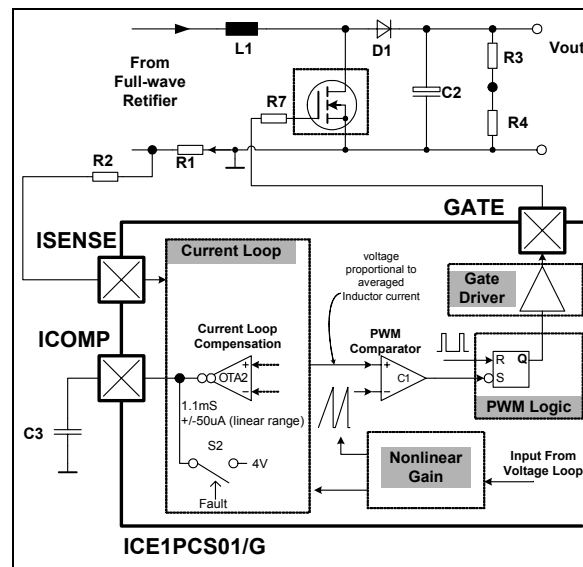 From
Full-wave
Retifier
L1
D1
Vout
R3
R7
C2
R4
R2
R1
GATE
ISENSE
Current Loop
voltage
proportional to
averaged
Inductor current
Gate
Driver
ICOMP
Current Loop
Compensation
+
OTA2
−
PWM
Comparator
+
C1
−
R
Q
S
PWM Logic
1.1mS
+/-50uA (linear range)
C3
S2
4V
Fault
Nonlinear
Gain
Input From
Voltage Loop
ICE1PCS01/G